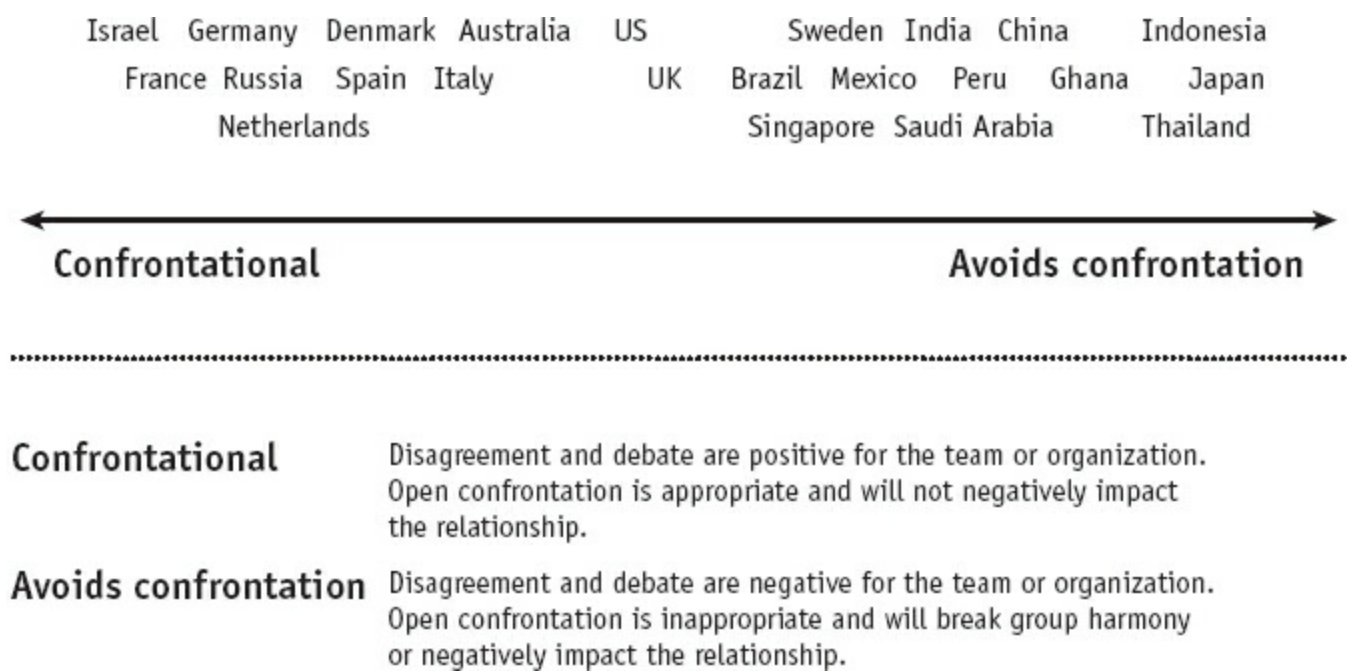 Israel Germany Denmark Australia US Sweden India China Indonesia
France Russia Spain Italy UK Brazil Mexico Peru Ghana Japan
Netherlands Singapore Saudi Arabia Thailand
Confrontational Avoids confrontation
Confrontational Disagreement and debate are positive for the team or organization.
Open confrontation is appropriate and will not negatively impact
the relationship.
Avoids confrontation Disagreement and debate are negative for the team or organization.
Open confrontation is inappropriate and will break group harmony
or negatively impact the relationship.